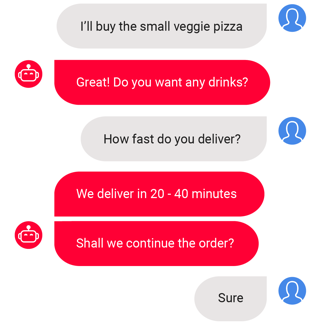 I’ll buy the small veggie pizza
Great! Do you want any drinks?
How fast do you deliver?
We deliver in 20 - 40 minutes
Shall we continue the order?
Sure